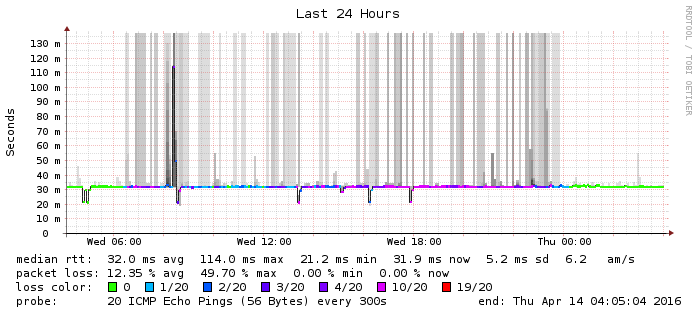 Last 24 Hours
RRDTOOL / TOBI OETIKER
Seconds
130 m
120 m
110 m
100 m
90 m
80 m
70 m
60 m
50 m
40 m
30 m
20 m
10 m
0
Wed 06:00 Wed 12:00 Wed 18:00 Thu 00:00
median rtt: 32.0 ms avg 114.0 ms max 21.2 ms min 31.9 ms now 5.2 ms sd 6.2 am/s
packet loss: 12.35 % avg 49.70 % max 0.00 % min 0.00 % now
loss color: 0 1/20 2/20 3/20 4/20 10/20 19/20
probe: 20 ICMP Echo Pings (56 Bytes) every 300s end: Thu Apr 14 04:05:04 2016